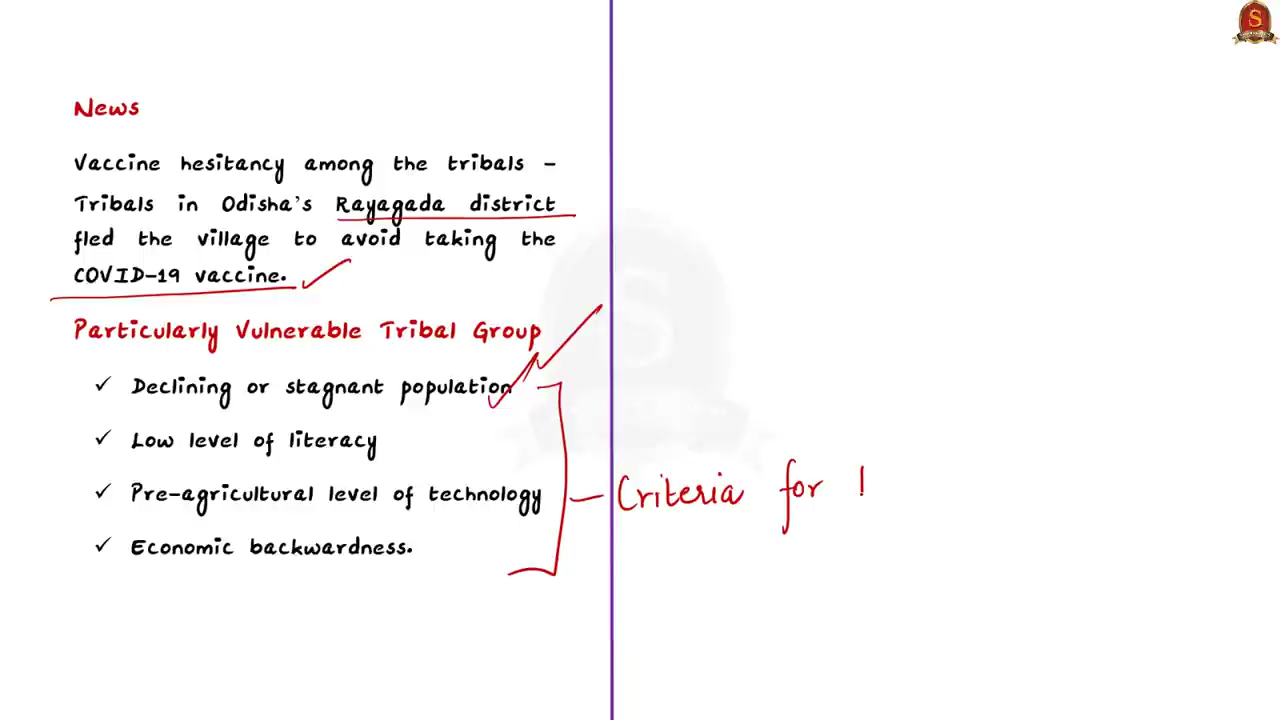 News
Vaccine hesitancy among the tribals –
Tribals in Odisha's Rayagada district
fled the village to avoid taking the
COVID-19 vaccine.
Particularly Vulnerable Tribal Group
✓ Declining or stagnant population
✓ Low level of literacy
✓ Pre-agricultural level of technology
✓ Economic backwardness.
Criteria for
S